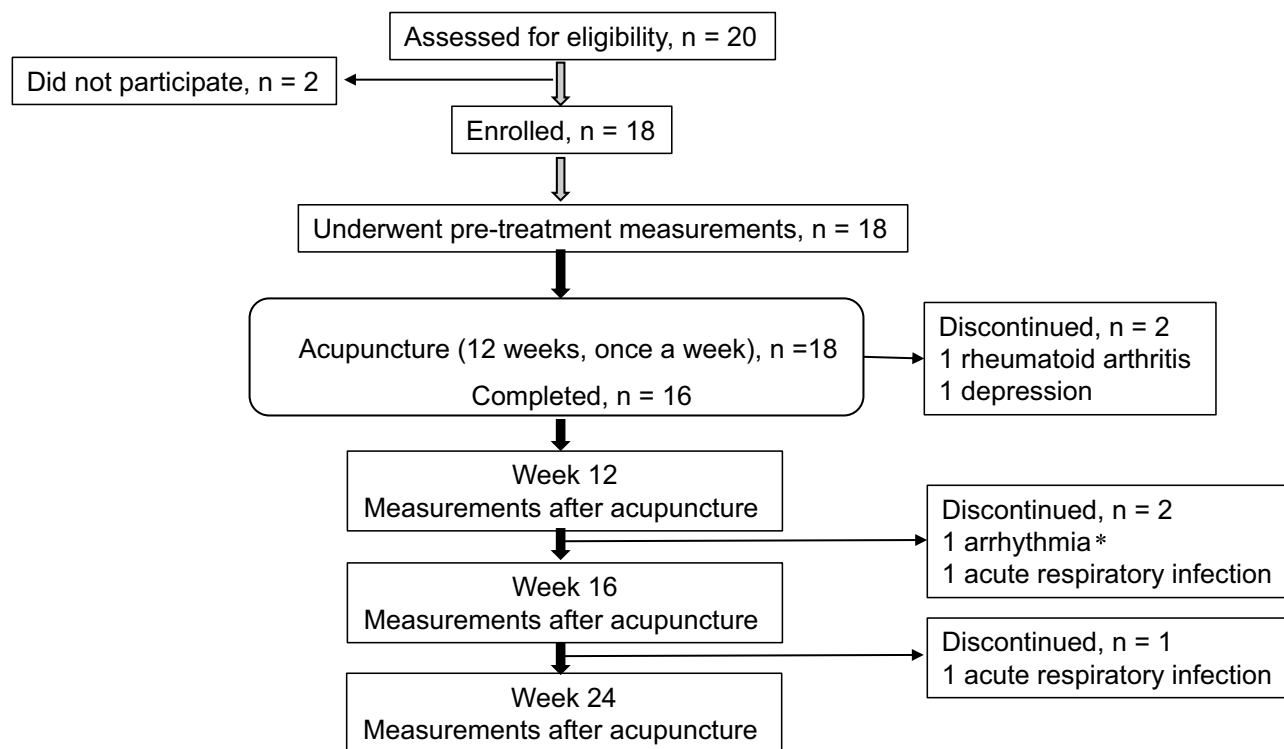 Assessed for eligibility, n = 20
Did not participate, n = 2
Enrolled, n = 18
Underwent pre-treatment measurements, n = 18
Acupuncture (12 weeks, once a week), n =18
Completed, n = 16
Discontinued, n = 2
1 rheumatoid arthritis
1 depression
Week 12
Measurements after acupuncture
Discontinued, n = 2
1 arrhythmia*
1 acute respiratory infection
Week 16
Measurements after acupuncture
Discontinued, n = 1
1 acute respiratory infection
Week 24
Measurements after acupuncture